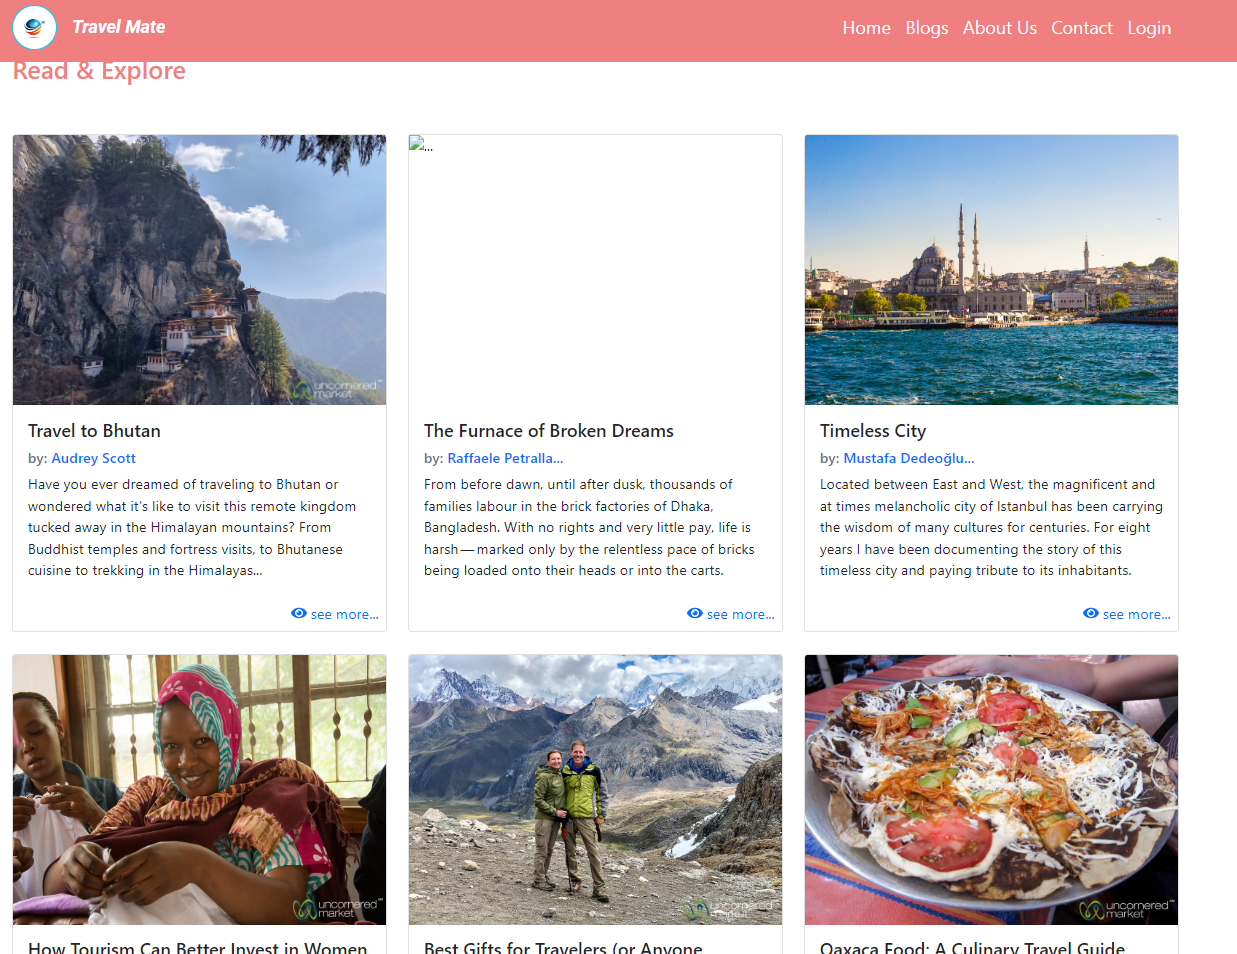 Travel Mate
Home Blogs About Us Contact Login
Read & Explore
...
Travel to Bhutan
by: Audrey Scott
Have you ever dreamed of traveling to Bhutan or
wondered what it's like to visit this remote kingdom
tucked away in the Himalayan mountains? From
Buddhist temples and fortress visits, to Bhutanese
cuisine to trekking in the Himalayas...
see more...
The Furnace of Broken Dreams
by: Raffaele Petralla...
From before dawn, until after dusk, thousands of
families labour in the brick factories of Dhaka,
Bangladesh. With no rights and very little pay, life is
harsh — marked only by the relentless pace of bricks
being loaded onto their heads or into the carts.
see more...
Timeless City
by: Mustafa Dedeoğlu...
Located between East and West, the magnificent and
at times melancholic city of Istanbul has been carrying
the wisdom of many cultures for centuries. For eight
years I have been documenting the story of this
timeless city and paying tribute to its inhabitants.
see more...
uncornered
market
uncornered
market
How Tourism Can Better Invest in Women
uncornered
market
Best Gifts for Travelers (or Anyone
uncornered
market
Oaxaca Food: A Culinary Travel Guide